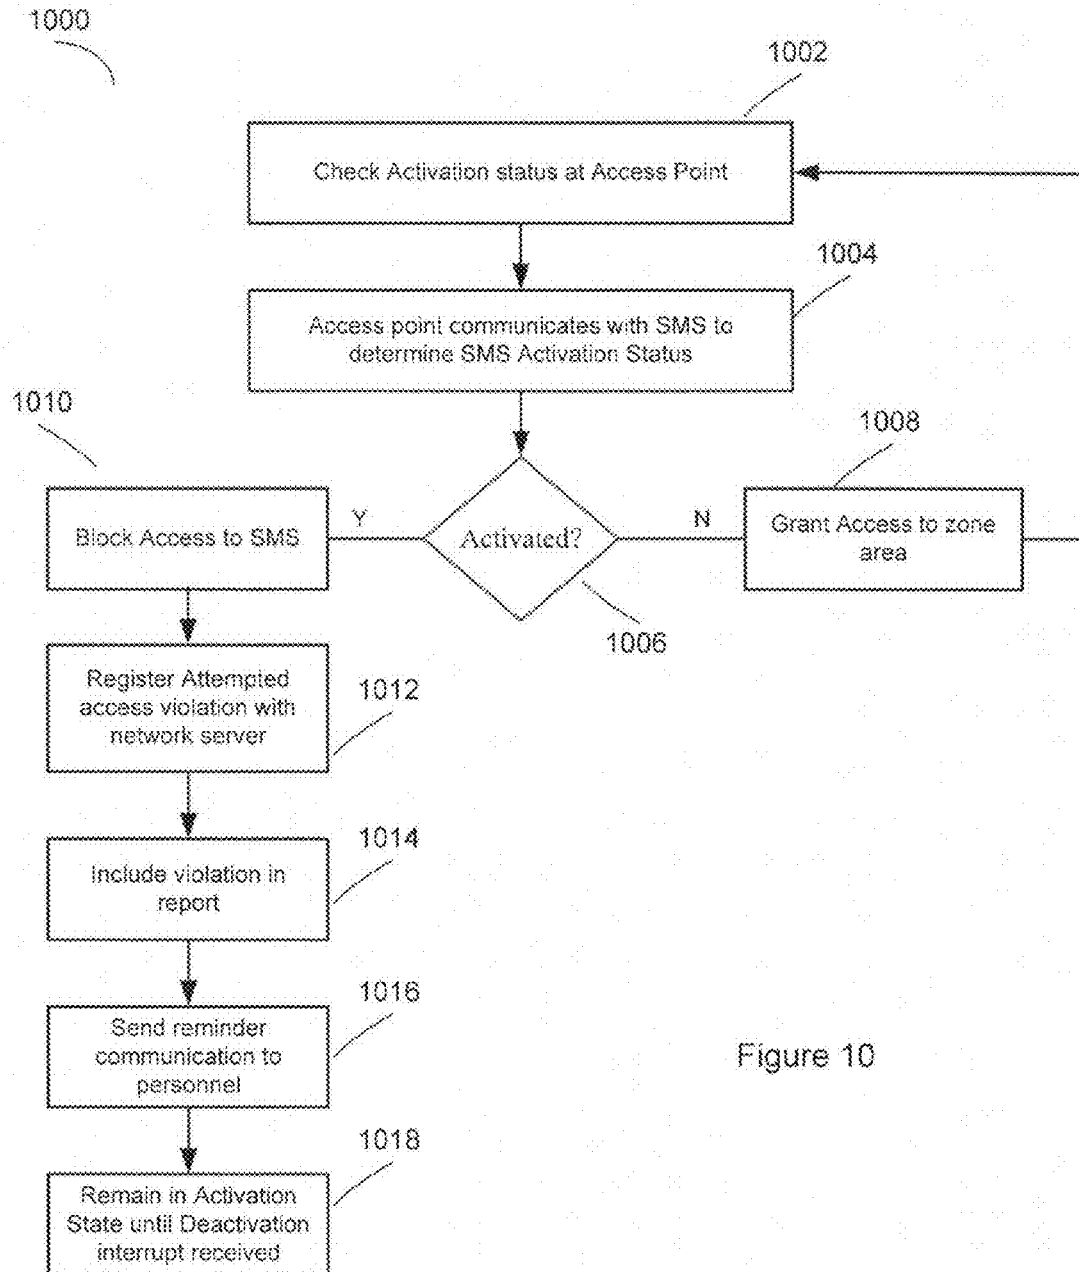 1000
1002
Check Activation status at Access Point
1004
Access point communicates with SMS to
determine SMS Activation Status
1010
1008
Block Access to SMS
Y
Activated?
N
Grant Access to zone
area
1006
Register Attempted
access violation with
network server
1012
1014
Include violation in
report
1016
Send reminder
communication to
personnel
Figure 10
1018
Remain in Activation
State until Deactivation
interrupt received